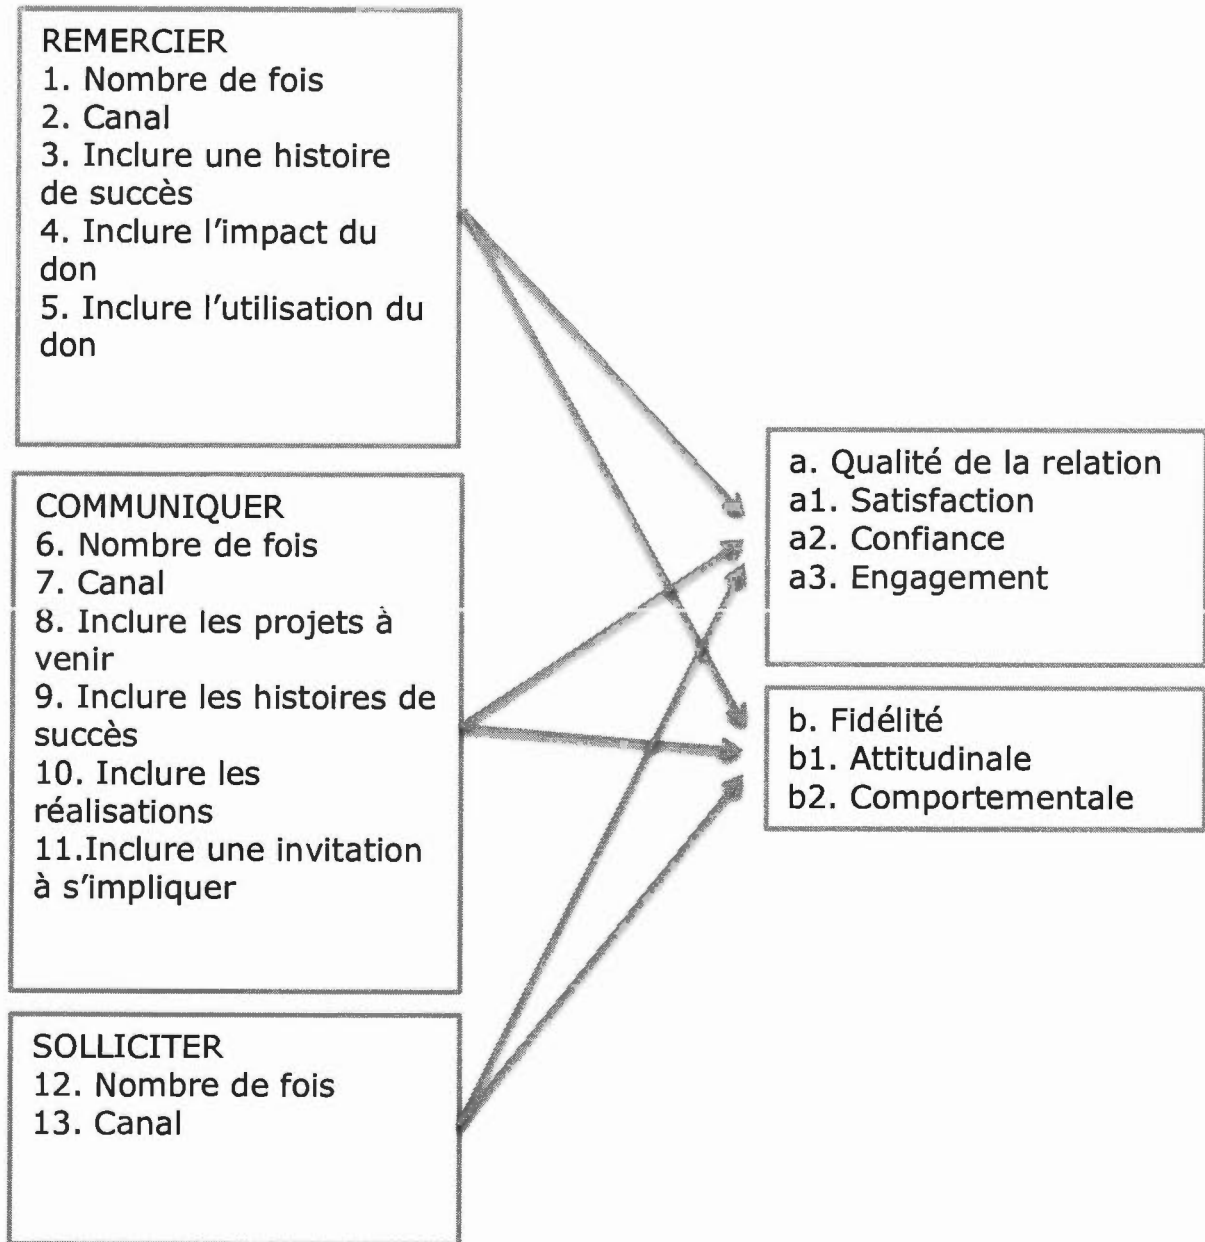 REMERCIER
1. Nombre de fois
2. Canal
3. Inclure une histoire
de succès
4. Inclure l'impact du
don
5. Inclure l'utilisation du
don
COMMUNIQUER
6. Nombre de fois
7. Canal
8. Inclure les projets à
venir
9. Inclure les histoires de
succès
10. Inclure les
réalisations
11.Inclure une invitation
à s'impliquer
SOLLICITER
12. Nombre de fois
13. Canal
a. Qualité de la relation
a1. Satisfaction
a2. Confiance
a3. Engagement
b. Fidélité
b1. Attitudinale
b2. Comportementale